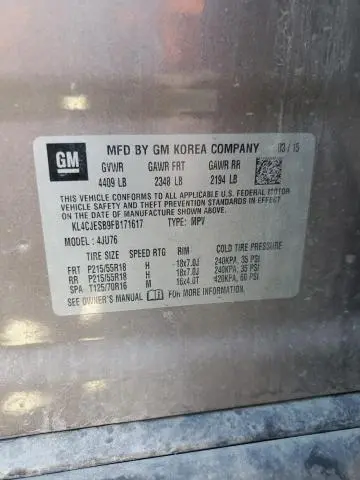 GM
MFD BY GM KOREA COMPANY 03/15
GVWR GAWR FRT GAWR RR
4409 LB 2348 LB 2194 LB
THIS VEHICLE CONFORMS TO ALL APPLICABLE U.S. FEDERAL MOTOR
VEHICLE SAFETY AND THEFT PREVENTION STANDARDS IN EFFECT ON THE DATE OF MANUFACTURE SHOWN ABOVE.
KL4CJESB9FB171617 TYPE: MPV
MODEL: 4JU76
TIRE SIZE SPEED RTG RIM COLD TIRE PRESSURE
FRT P215/55R18 H 18x7.0J 240KPA, 35 PSI
RR P215/55R18 H 18x7.0J 240KPA, 35 PSI
SPA T125/70R16 M 16x4.0T 420KPA, 60 PSI
SEE OWNER'S MANUAL FOR MORE INFORMATION